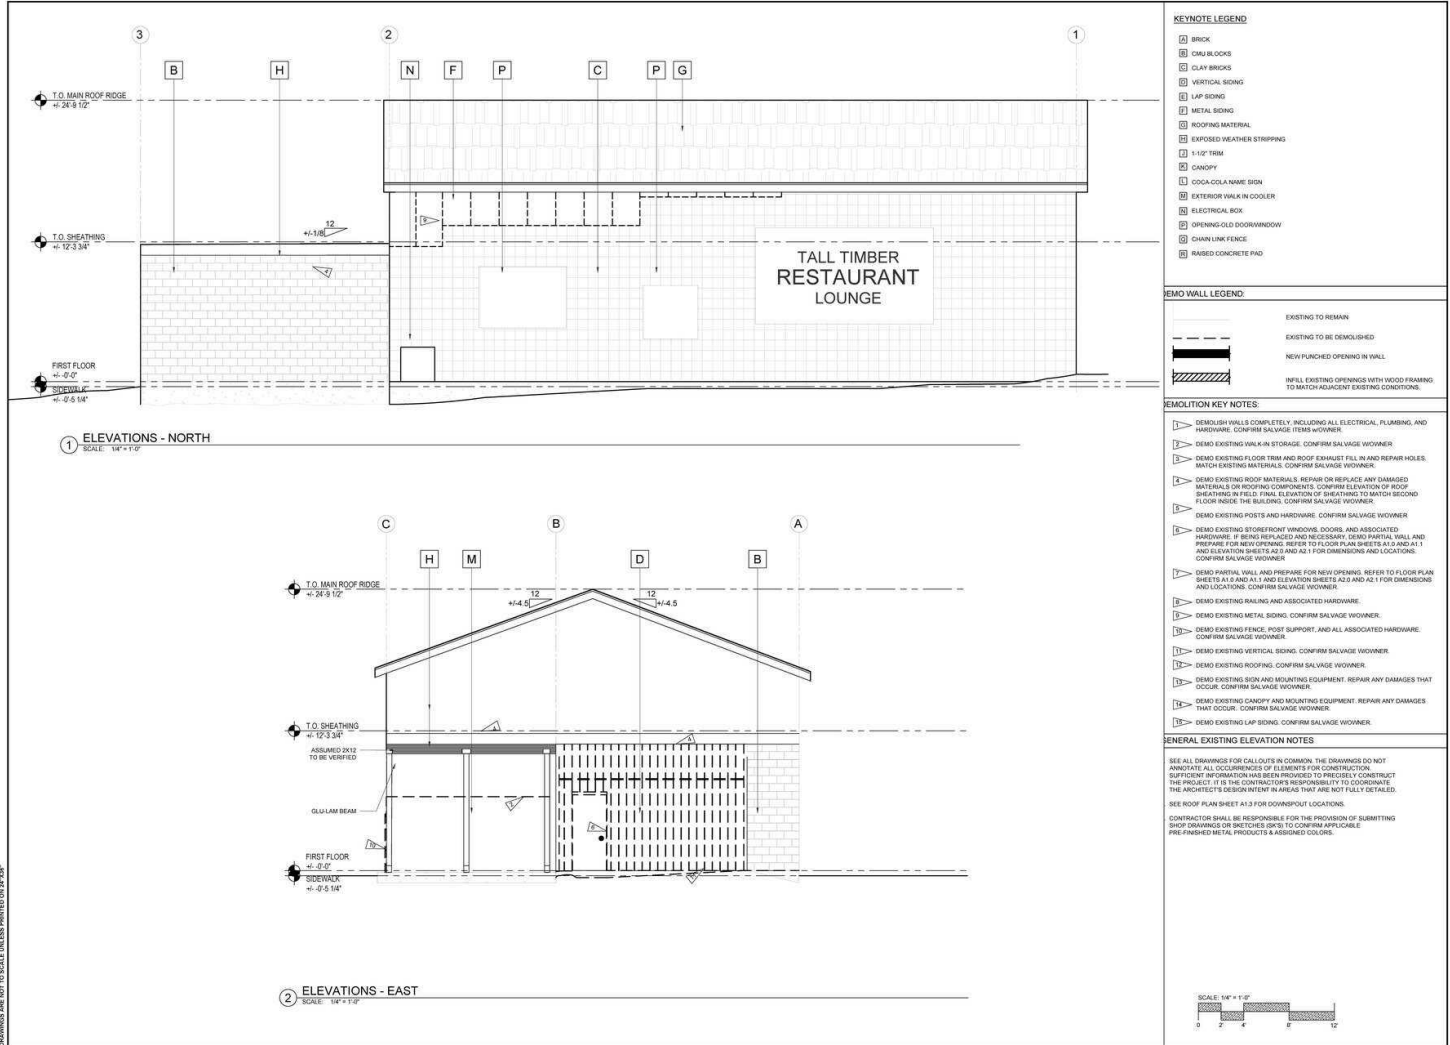 3
2
1
B
H
N
F
P
C
P
G
T.O. MAIN ROOF RIDGE
+/- 24'-9 1/2"
12
+/-1/8
9
T.O. SHEATHING
+/- 12'-3 3/4"
4
TALL TIMBER
RESTAURANT
LOUNGE
FIRST FLOOR
+/- -0'-0"
SIDEWALK
+/- -0'-5 1/4"
1
ELEVATIONS - NORTH
SCALE: 1/4" = 1'-0"
C
B
A
H
M
D
B
T.O. MAIN ROOF RIDGE
+/- 24'-9 1/2"
12
+/-4.5
12
+/-4.5
T.O. SHEATHING
+/- 12'-3 3/4"
4
4
ASSUMED 2X12
TO BE VERIFIED
GLU-LAM BEAM
10
FIRST FLOOR
+/- -0'-0"
SIDEWALK
+/- -0'-5 1/4"
2
ELEVATIONS - EAST
SCALE: 1/4" = 1'-0"
DRAWINGS ARE NOT TO SCALE UNLESS PRINTED ON 24"X36"
KEYNOTE LEGEND
A BRICK
B CMU BLOCKS
C CLAY BRICKS
D VERTICAL SIDING
E LAP SIDING
F METAL SIDING
G ROOFING MATERIAL
H EXPOSED WEATHER STRIPPING
J 1-1/2" TRIM
K CANOPY
L COCA-COLA NAME SIGN
M EXTERIOR WALK IN COOLER
N ELECTRICAL BOX
P OPENING-OLD DOOR/WINDOW
Q CHAIN LINK FENCE
R RAISED CONCRETE PAD
DEMO WALL LEGEND:
EXISTING TO REMAIN
EXISTING TO BE DEMOLISHED
NEW PUNCHED OPENING IN WALL
INFILL EXISTING OPENINGS WITH WOOD FRAMING
TO MATCH ADJACENT EXISTING CONDITIONS.
DEMOLITION KEY NOTES:
1 DEMOLISH WALLS COMPLETELY, INCLUDING ALL ELECTRICAL, PLUMBING, AND
HARDWARE. CONFIRM SALVAGE ITEMS w/OWNER.
2 DEMO EXISTING WALK-IN STORAGE. CONFIRM SALVAGE W/OWNER
3 DEMO EXISTING FLOOR TRIM AND ROOF EXHAUST FILL IN AND REPAIR HOLES.
MATCH EXISTING MATERIALS. CONFIRM SALVAGE W/OWNER.
4 DEMO EXISTING ROOF MATERIALS. REPAIR OR REPLACE ANY DAMAGED
MATERIALS OR ROOFING COMPONENTS. CONFIRM ELEVATION OF ROOF
SHEATHING IN FIELD. FINAL ELEVATION OF SHEATHING TO MATCH SECOND
FLOOR INSIDE THE BUILDING. CONFIRM SALVAGE W/OWNER.
5
DEMO EXISTING POSTS AND HARDWARE. CONFIRM SALVAGE W/OWNER
6 DEMO EXISTING STOREFRONT WINDOWS, DOORS, AND ASSOCIATED
HARDWARE. IF BEING REPLACED AND NECESSARY, DEMO PARTIAL WALL AND
PREPARE FOR NEW OPENING. REFER TO FLOOR PLAN SHEETS A1.0 AND A1.1
AND ELEVATION SHEETS A2.0 AND A2.1 FOR DIMENSIONS AND LOCATIONS.
CONFIRM SALVAGE W/OWNER
7 DEMO PARTIAL WALL AND PREPARE FOR NEW OPENING. REFER TO FLOOR PLAN
SHEETS A1.0 AND A1.1 AND ELEVATION SHEETS A2.0 AND A2.1 FOR DIMENSIONS
AND LOCATIONS. CONFIRM SALVAGE W/OWNER.
8 DEMO EXISTING RAILING AND ASSOCIATED HARDWARE.
9 DEMO EXISTING METAL SIDING. CONFIRM SALVAGE W/OWNER.
10 DEMO EXISTING FENCE, POST SUPPORT, AND ALL ASSOCIATED HARDWARE.
CONFIRM SALVAGE W/OWNER.
11 DEMO EXISTING VERTICAL SIDING. CONFIRM SALVAGE W/OWNER.
12 DEMO EXISTING ROOFING. CONFIRM SALVAGE W/OWNER.
13 DEMO EXISTING SIGN AND MOUNTING EQUIPMENT. REPAIR ANY DAMAGES THAT
OCCUR. CONFIRM SALVAGE W/OWNER.
14 DEMO EXISTING CANOPY AND MOUNTING EQUIPMENT. REPAIR ANY DAMAGES
THAT OCCUR. CONFIRM SALVAGE W/OWNER.
15 DEMO EXISTING LAP SIDING. CONFIRM SALVAGE W/OWNER.
GENERAL EXISTING ELEVATION NOTES
SEE ALL DRAWINGS FOR CALLOUTS IN COMMON. THE DRAWINGS DO NOT
ANNOTATE ALL OCCURRENCES OF ELEMENTS FOR CONSTRUCTION.
SUFFICIENT INFORMATION HAS BEEN PROVIDED TO PRECISELY CONSTRUCT
THE PROJECT. IT IS THE CONTRACTOR'S RESPONSIBILITY TO COORDINATE
THE ARCHITECT'S DESIGN INTENT IN AREAS THAT ARE NOT FULLY DETAILED.
SEE ROOF PLAN SHEET A1.3 FOR DOWNSPOUT LOCATIONS.
CONTRACTOR SHALL BE RESPONSIBLE FOR THE PROVISION OF SUBMITTING
SHOP DRAWINGS OR SKETCHES (SK'S) TO CONFIRM APPLICABLE
PRE-FINISHED METAL PRODUCTS & ASSIGNED COLORS.
SCALE: 1/4" = 1'-0"
0 2' 4' 8' 12'